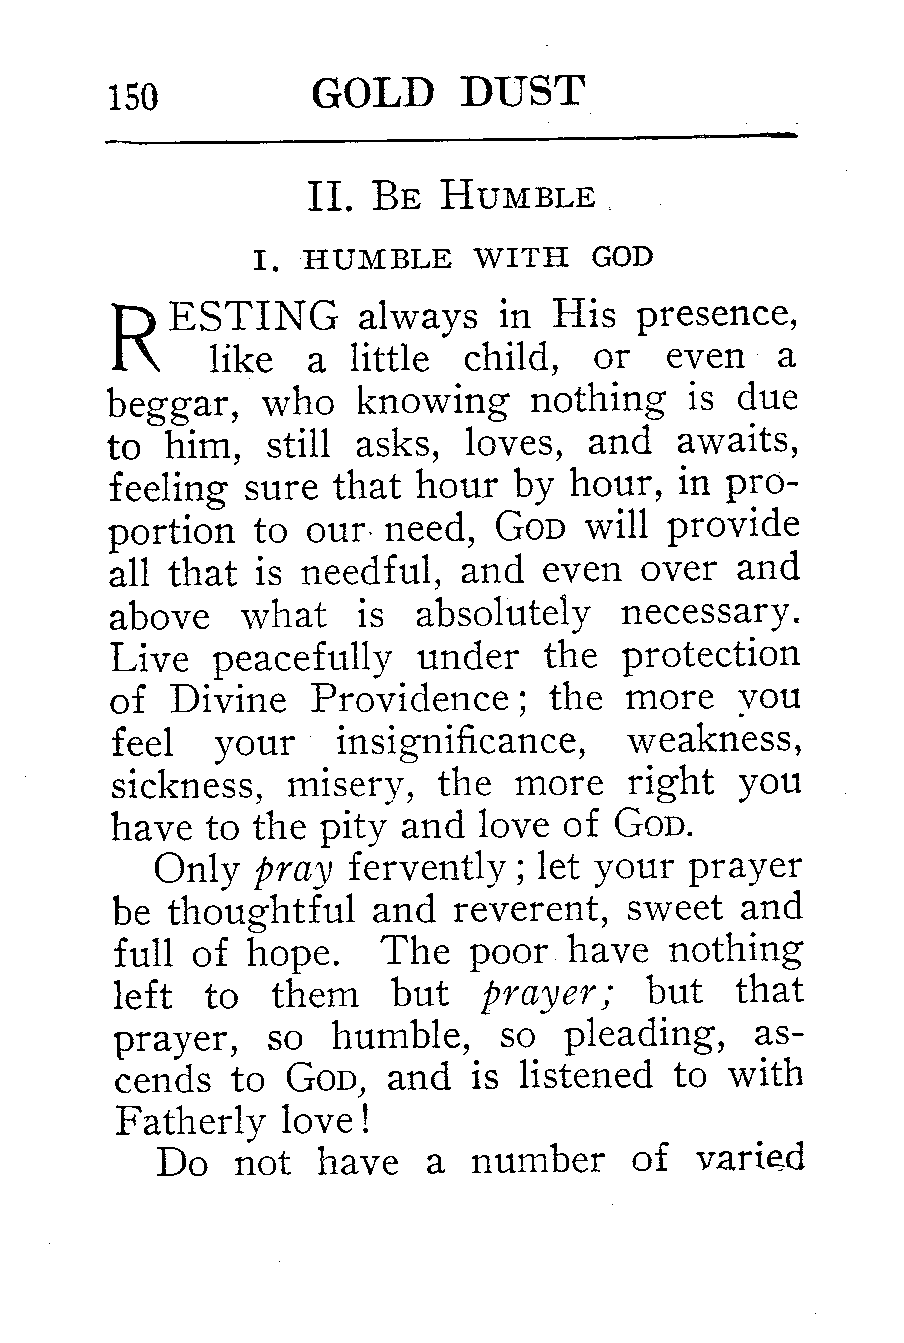 150 GOLD DUST
II. BE HUMBLE
I. HUMBLE WITH GOD
RESTING always in His presence,
like a little child, or even a
beggar, who knowing nothing is due
to him, still asks, loves, and awaits,
feeling sure that hour by hour, in pro-
portion to our need, GOD will provide
all that is needful, and even over and
above what is absolutely necessary.
Live peacefully under the protection
of Divine Providence; the more you
feel your insignificance, weakness,
sickness, misery, the more right you
have to the pity and love of GOD.
Only pray fervently; let your prayer
be thoughtful and reverent, sweet and
full of hope. The poor have nothing
left to them but prayer; but that
prayer, so humble, so pleading, as-
cends to GOD, and is listened to with
Fatherly love!
Do not have a number of varied